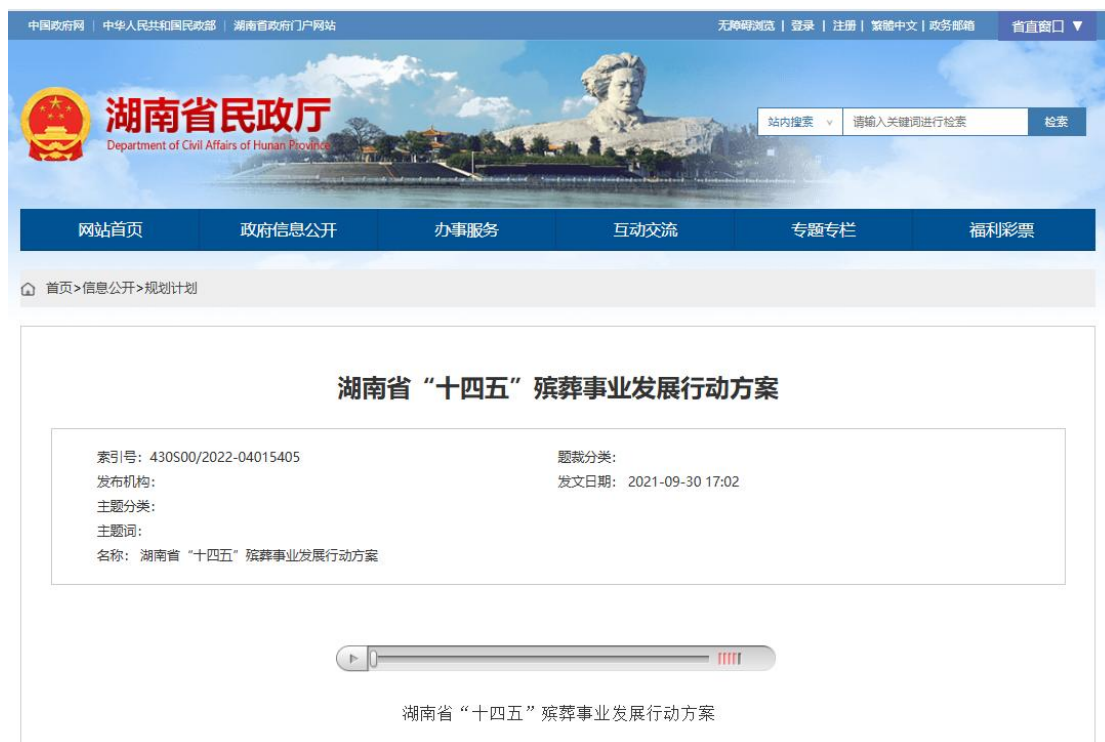 中国政府网 | 中华人民共和国民政部 | 湖南省政府门户网站 无障碍浏览 | 登录 | 注册 | 繁體中文 | 政务邮箱 省直窗口 ▼
湖南省民政厅
Department of Civil Affairs of Hunan Province
站内搜索 请输入关键词进行检索 检索
网站首页 政府信息公开 办事服务 互动交流 专题专栏 福利彩票
首页>信息公开>规划计划
湖南省“十四五”殡葬事业发展行动方案
索引号: 430S00/2022-04015405 题裁分类:
发布机构: 发文日期: 2021-09-30 17:02
主题分类:
主题词:
名称: 湖南省“十四五”殡葬事业发展行动方案
湖南省“十四五”殡葬事业发展行动方案